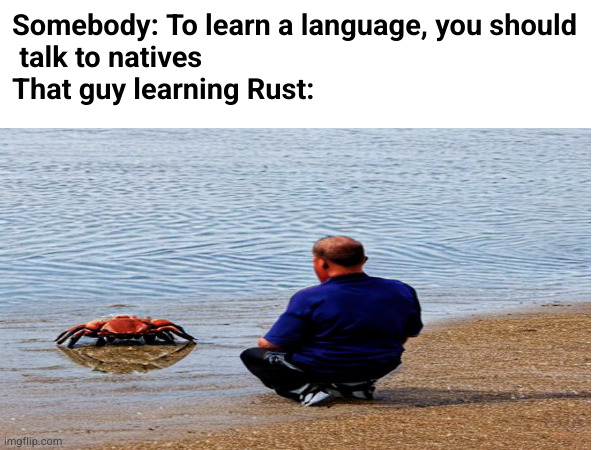 Somebody: To learn a language, you should
talk to natives
That guy learning Rust:
imgflip.com